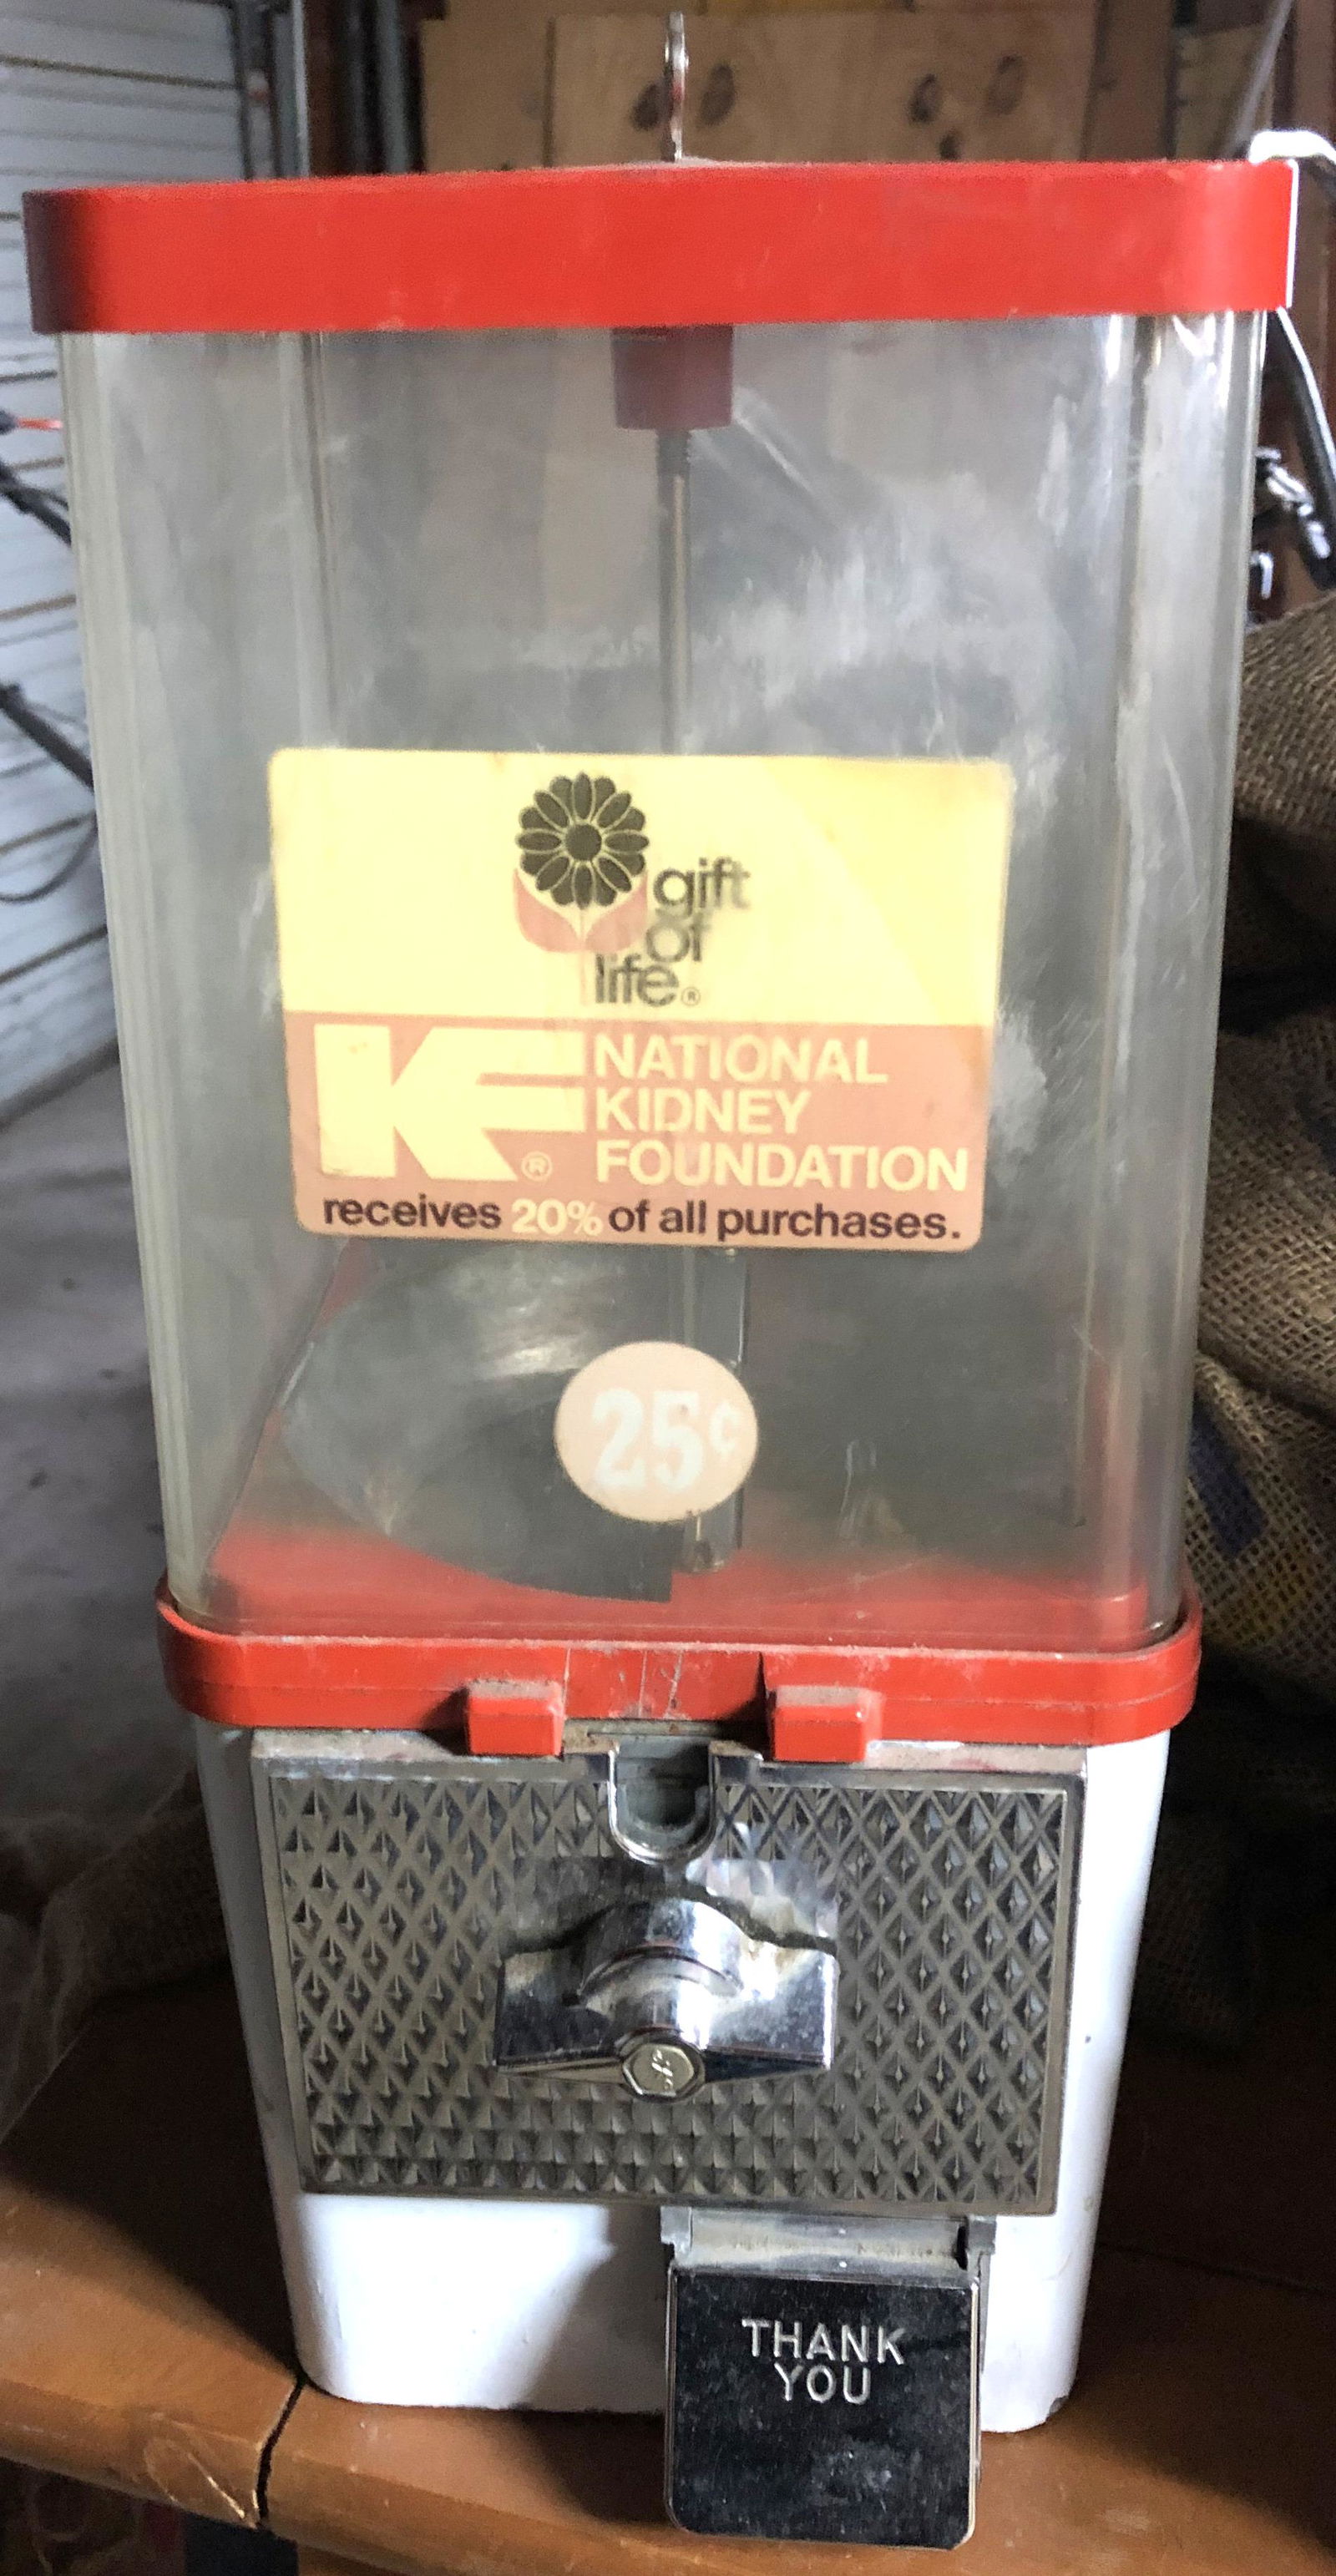 gift
of
life®
K® NATIONAL
KIDNEY
FOUNDATION
receives 20% of all purchases.
25¢
THANK
YOU